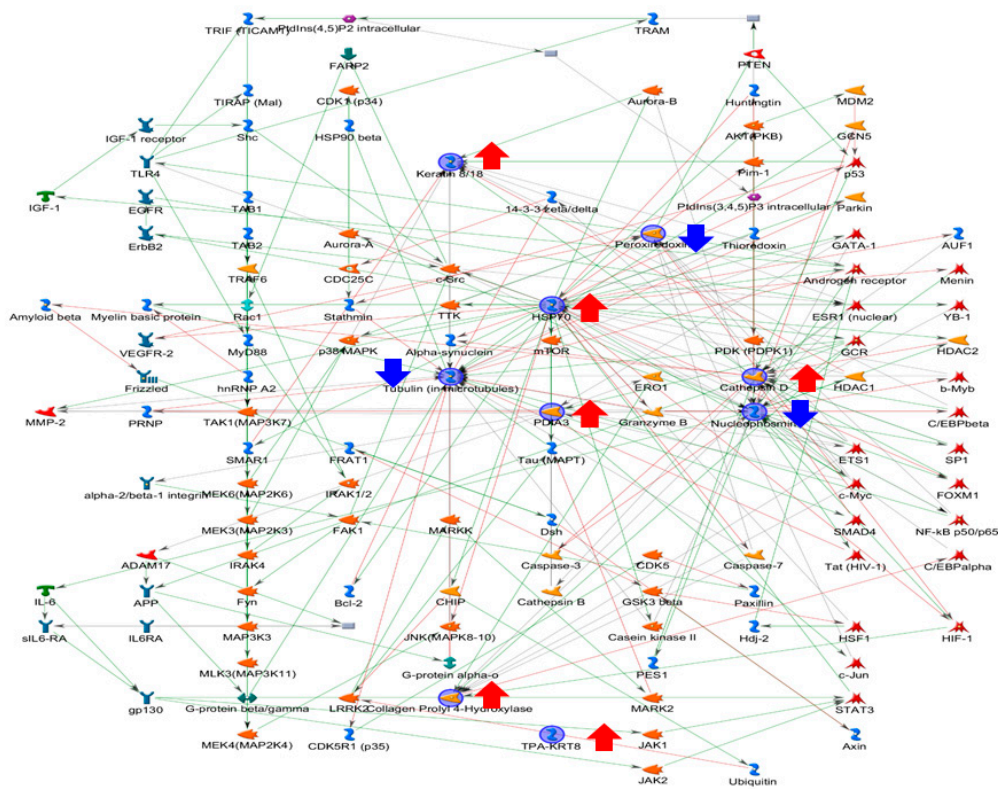 TRIF (TICAM1)
PtdIns(4,5)P2 intracellular
TRAM
FARP2
PTEN
TIRAP (Mal)
CDK1 (p34)
Aurora-B
Huntingtin
MDM2
IGF-1 receptor
Shc
HSP90 beta
AKT(PKB)
GCN5
TLR4
Keratin 8/18
Pim-1
p53
IGF-1
EGFR
TAB1
14-3-3 zeta/delta
PtdIns(3,4,5)P3 intracellular
Parkin
ErbB2
TAB2
Aurora-A
Peroxiredoxin
Thioredoxin
GATA-1
AUF1
TRAF6
CDC25C
c-Src
Androgen receptor
Menin
Amyloid beta
Myelin basic protein
Rac1
Stathmin
TTK
HSP70
ESR1 (nuclear)
YB-1
VEGFR-2
MyD88
p38 MAPK
Alpha-synuclein
mTOR
PDK (PDPK1)
GCR
HDAC2
Frizzled
hnRNP A2
Tubulin (in microtubules)
ERO1
Cathepsin D
HDAC1
b-Myb
MMP-2
PRNP
TAK1(MAP3K7)
PDIA3
Granzyme B
Nucleophosmin
C/EBPbeta
SMAR1
FRAT1
Tau (MAPT)
ETS1
SP1
alpha-2/beta-1 integrin
MEK6(MAP2K6)
IRAK1/2
c-Myc
FOXM1
MEK3(MAP2K3)
FAK1
MARKK
Dsh
SMAD4
NF-kB p50/p65
ADAM17
IRAK4
Caspase-3
CDK5
Caspase-7
Tat (HIV-1)
C/EBPalpha
IL-6
APP
Fyn
Bcl-2
CHIP
Cathepsin B
GSK3 beta
Paxillin
sIL6-RA
IL6RA
MAP3K3
JNK(MAPK8-10)
Casein kinase II
Hdj-2
HSF1
HIF-1
MLK3(MAP3K11)
G-protein alpha-o
PES1
c-Jun
gp130
G-protein beta/gamma
LRRK2
Collagen Prolyl 4-Hydroxylase
MARK2
STAT3
MEK4(MAP2K4)
CDK5R1 (p35)
TPA-KRT8
JAK1
Axin
JAK2
Ubiquitin